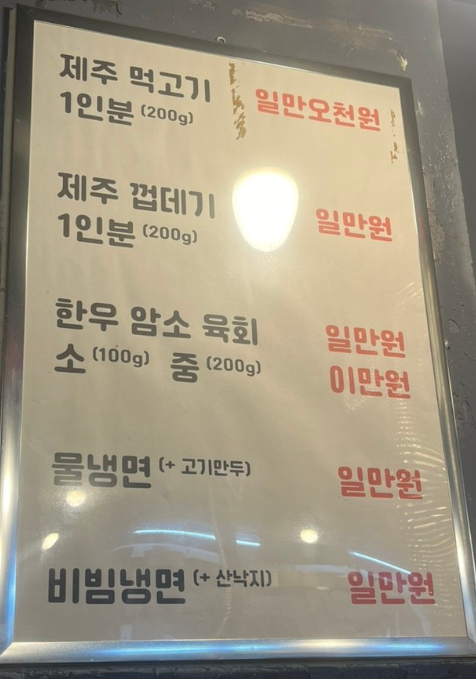 제주 먹고기
1인분 (200g) 일만오천원
제주 껍데기
1인분 (200g) 일만원
한우 암소 육회 일만원
소 (100g) 중 (200g) 이만원
물냉면 (+ 고기만두) 일만원
비빔냉면 (+ 산낙지) 일만원